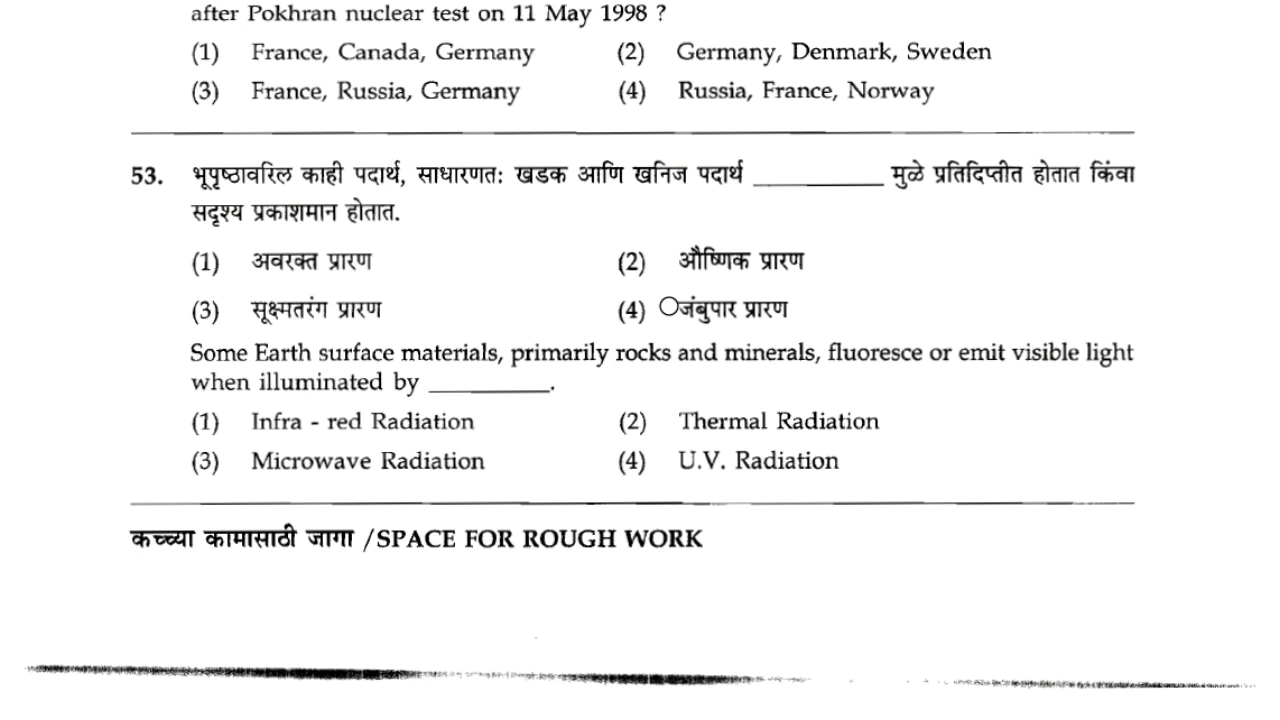 after Pokhran nuclear test on 11 May 1998 ?
(1) France, Canada, Germany (2) Germany, Denmark, Sweden
(3) France, Russia, Germany (4) Russia, France, Norway
53. भूपृष्ठावरिल काही पदार्थ, साधारणतः खडक आणि खनिज पदार्थ __________ मुळे प्रतिदिप्तीत होतात किंवा
सदृश्य प्रकाशमान होतात.
(1) अवरक्त प्रारण (2) औष्णिक प्रारण
(3) सूक्ष्मतरंग प्रारण (4) जंबुपार प्रारण
Some Earth surface materials, primarily rocks and minerals, fluoresce or emit visible light
when illuminated by __________.
(1) Infra - red Radiation (2) Thermal Radiation
(3) Microwave Radiation (4) U.V. Radiation
कच्च्या कामासाठी जागा /SPACE FOR ROUGH WORK